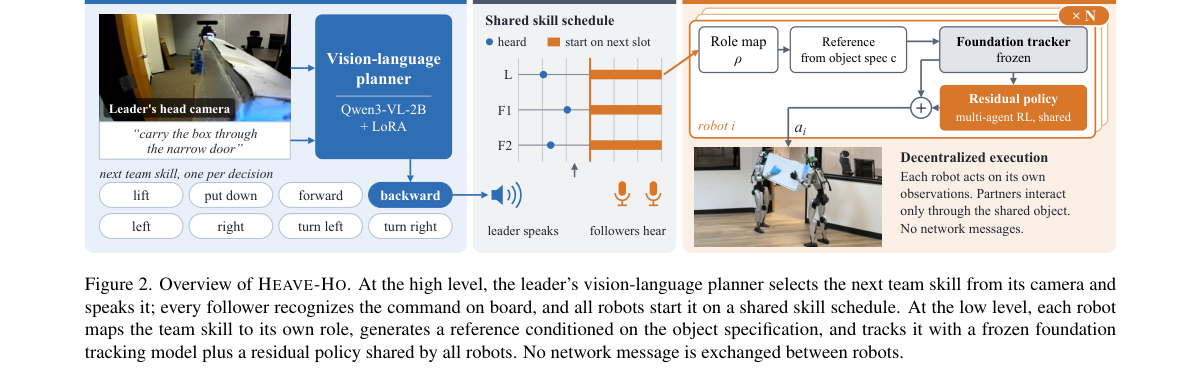 Leader's head camera
"carry the box through
the narrow door"
Vision-language
planner
Qwen3-VL-2B
+ LoRA
next team skill, one per decision
lift
put down
forward
backward
left
right
turn left
turn right
Shared skill schedule
heard
start on next slot
L
F1
F2
leader speaks
followers hear
× N
Role map
ρ
Reference
from object spec c
Foundation tracker
frozen
Residual policy
multi-agent RL, shared
+
robot i
a_i
Decentralized execution
Each robot acts on its own
observations. Partners interact
only through the shared object.
No network messages.
Figure 2. Overview of HEAVE-HO. At the high level, the leader's vision-language planner selects the next team skill from its camera and
speaks it; every follower recognizes the command on board, and all robots start it on a shared skill schedule. At the low level, each robot
maps the team skill to its own role, generates a reference conditioned on the object specification, and tracks it with a frozen foundation
tracking model plus a residual policy shared by all robots. No network message is exchanged between robots.